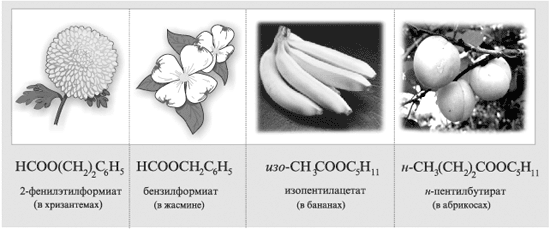 HCOO(CH₂)₂C₆H₅
2-фенилэтилформиат
(в хризантемах)
HCOOCH₂C₆H₅
бензилформиат
(в жасмине)
изо-CH₃COOC₅H₁₁
изопентилацетат
(в бананах)
н-CH₃(CH₂)₂COOC₅H₁₁
н-пентилбутират
(в абрикосах)